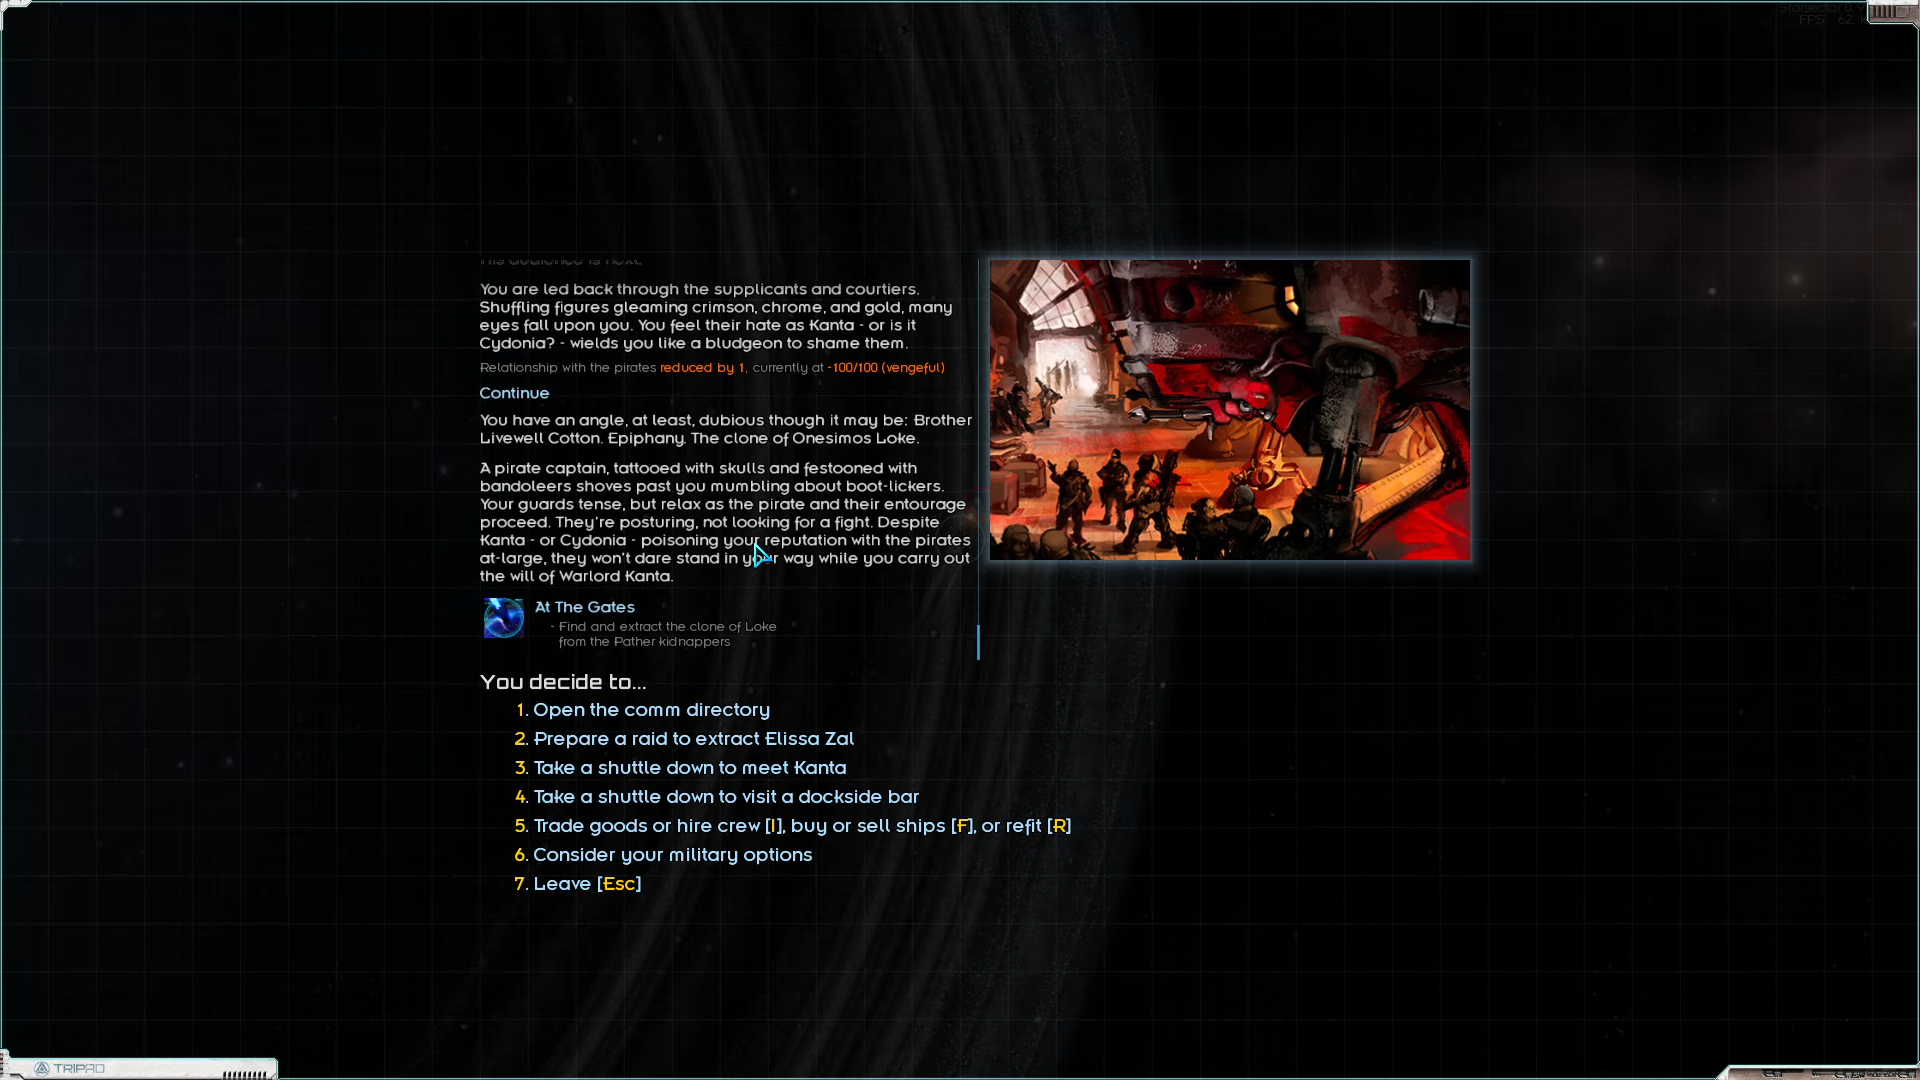 Starsector 0.9
FPS 62.
His audience is next.
You are led back through the supplicants and courtiers.
Shuffling figures gleaming crimson, chrome, and gold, many
eyes fall upon you. You feel their hate as Kanta - or is it
Cydonia? - wields you like a bludgeon to shame them.
Relationship with the pirates reduced by 1, currently at -100/100 (vengeful)
Continue
You have an angle, at least, dubious though it may be: Brother
Livewell Cotton. Epiphany. The clone of Onesimos Loke.
A pirate captain, tattooed with skulls and festooned with
bandoleers shoves past you mumbling about boot-lickers.
Your guards tense, but relax as the pirate and their entourage
proceed. They're posturing, not looking for a fight. Despite
Kanta - or Cydonia - poisoning your reputation with the pirates
at-large, they won't dare stand in your way while you carry out
the will of Warlord Kanta.
At The Gates
- Find and extract the clone of Loke
from the Pather kidnappers
You decide to...
1. Open the comm directory
2. Prepare a raid to extract Elissa Zal
3. Take a shuttle down to meet Kanta
4. Take a shuttle down to visit a dockside bar
5. Trade goods or hire crew [I], buy or sell ships [F], or refit [R]
6. Consider your military options
7. Leave [Esc]
TRIPAD